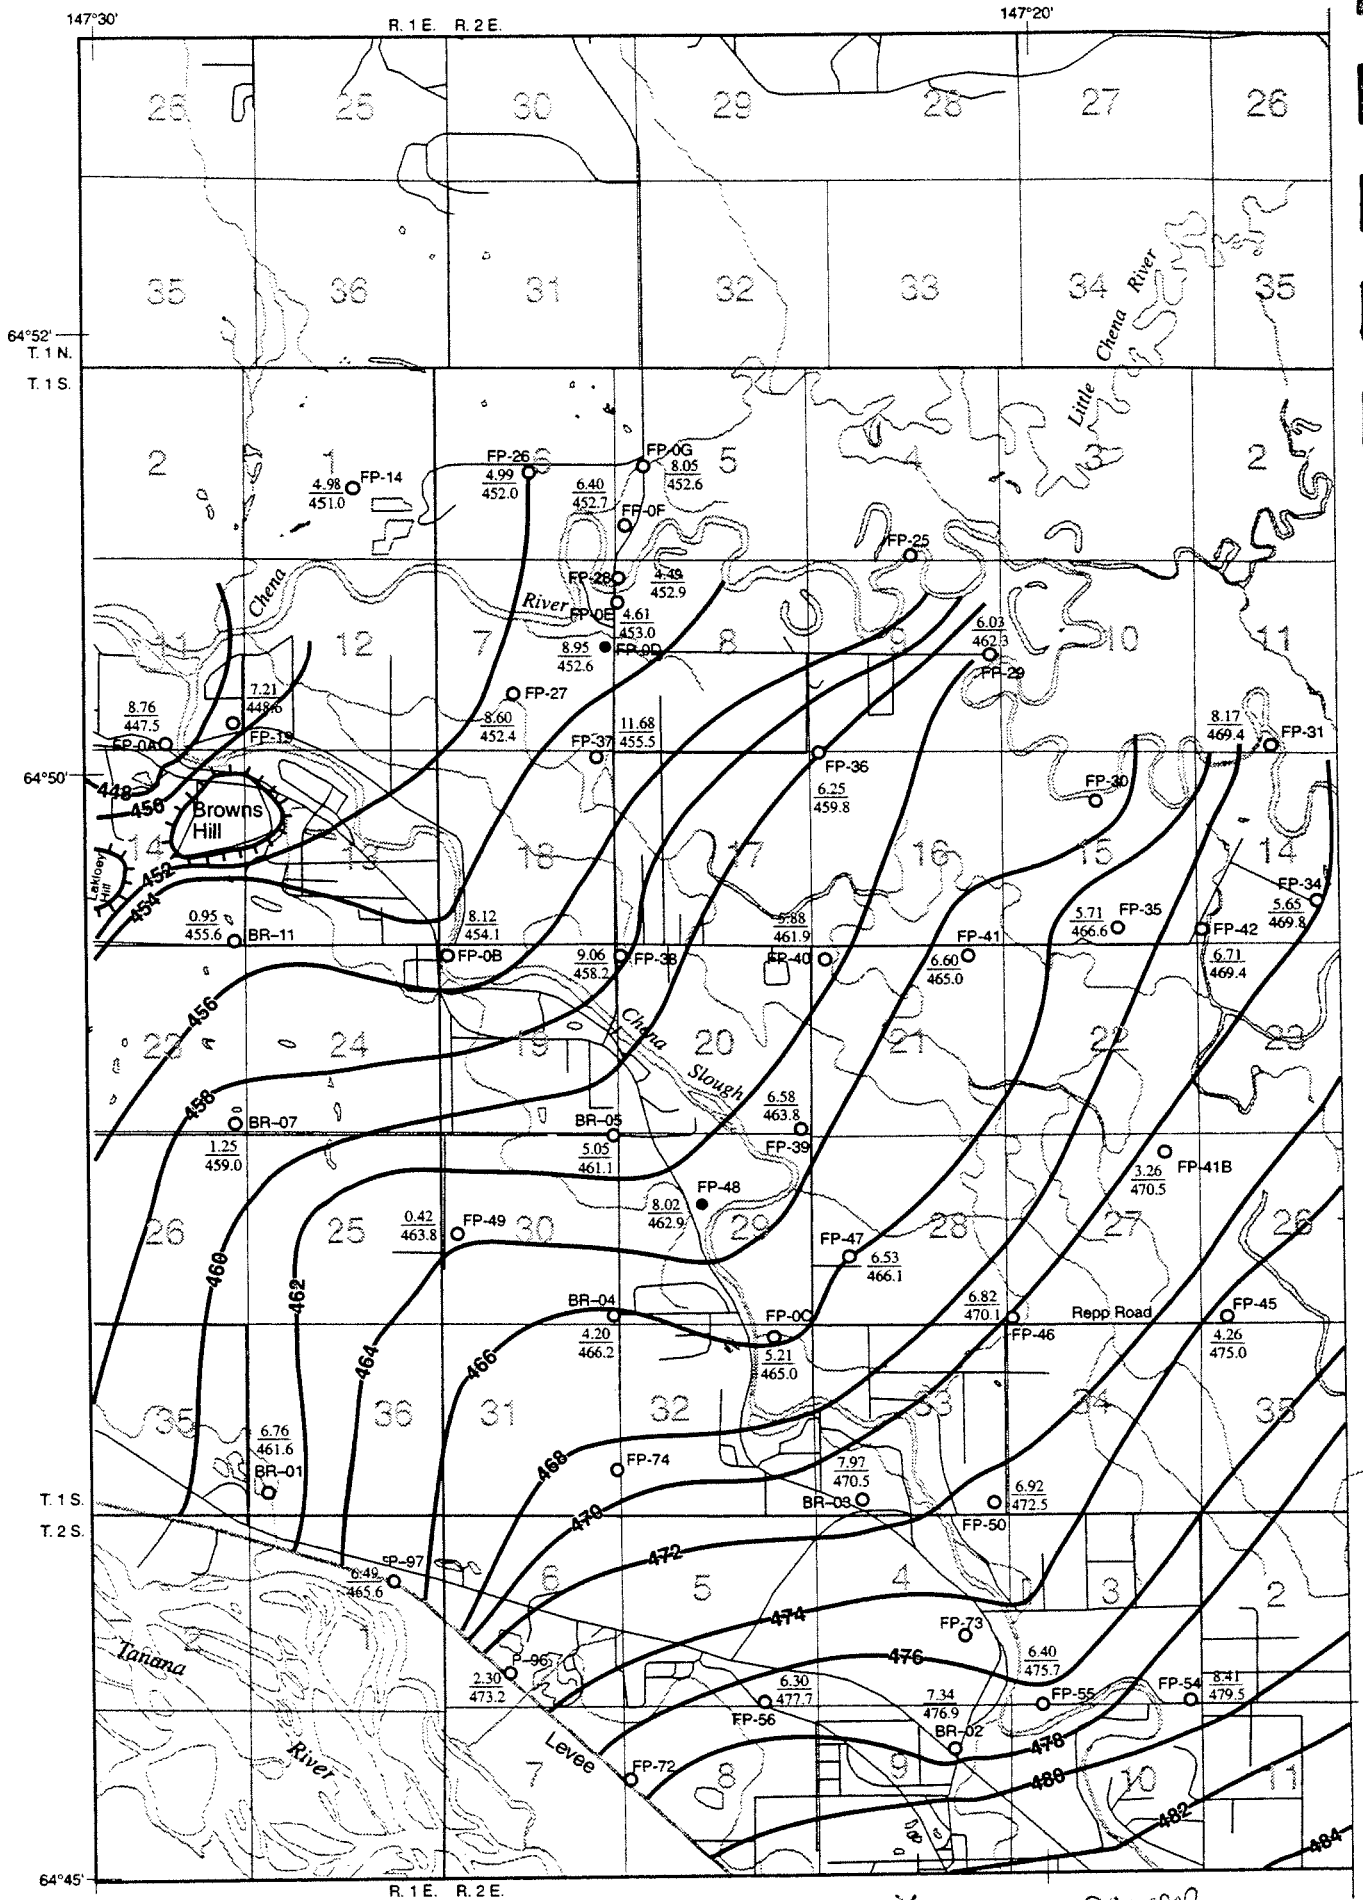 147°30' 147°20'
R. 1 E. R. 2 E.
26 25 30 29 28 27 26
35 36 31 32 33 34 35
Little Chena River
64°52'
T. 1 N.
T. 1 S.
2 1 6 5 4 3 2
FP-14
4.98
451.0
FP-26
4.99
452.0
FP-0G
8.05
452.6
6.40
452.7
FP-0F
FP-25
FP-28
4.49
452.9
FP-0E
4.61
453.0
8.95
452.6
FP-0D
Chena River
11 12 7 8 9 10 11
6.03
462.3
FP-29
FP-27
8.60
452.4
7.21
448.6
FP-19
8.76
447.5
FP-0A
11.68
455.5
FP-37
FP-36
6.25
459.8
8.17
469.4
FP-31
FP-30
64°50'
448
450
Browns Hill
Lakloey Hill
14 13 18 17 16 15 14
452
454
0.95
455.6
BR-11
8.12
454.1
FP-0B
9.06
458.2
FP-38
5.88
461.9
FP-40
FP-41
6.60
465.0
5.71
466.6
FP-35
FP-42
6.71
469.4
FP-34
5.65
469.8
456
23 24 19 20 21 22 23
Chena Slough
458
BR-07
1.25
459.0
BR-05
5.05
461.1
6.58
463.8
FP-39
FP-41B
3.26
470.5
FP-48
8.02
462.9
0.42
463.8
FP-49
26 25 30 29 28 27 26
FP-47
6.53
466.1
460
462
464
466
BR-04
4.20
466.2
FP-0C
5.21
465.0
6.82
470.1
FP-46
Repp Road
FP-45
4.26
475.0
35 36 31 32 33 34 35
6.76
461.6
BR-01
468
FP-74
7.97
470.5
BR-03
6.92
472.5
FP-50
T. 1 S.
T. 2 S.
470
472
P-97
6.49
465.6
6 5 4 3 2
474
FP-73
476
6.40
475.7
FP-55
FP-54
8.41
479.5
Tanana River
P-96
2.30
473.2
6.30
477.7
FP-56
7.34
476.9
BR-02
Levee
FP-72
7 8 9 10 11
478
480
482
484
64°45'
R. 1 E. R. 2 E.